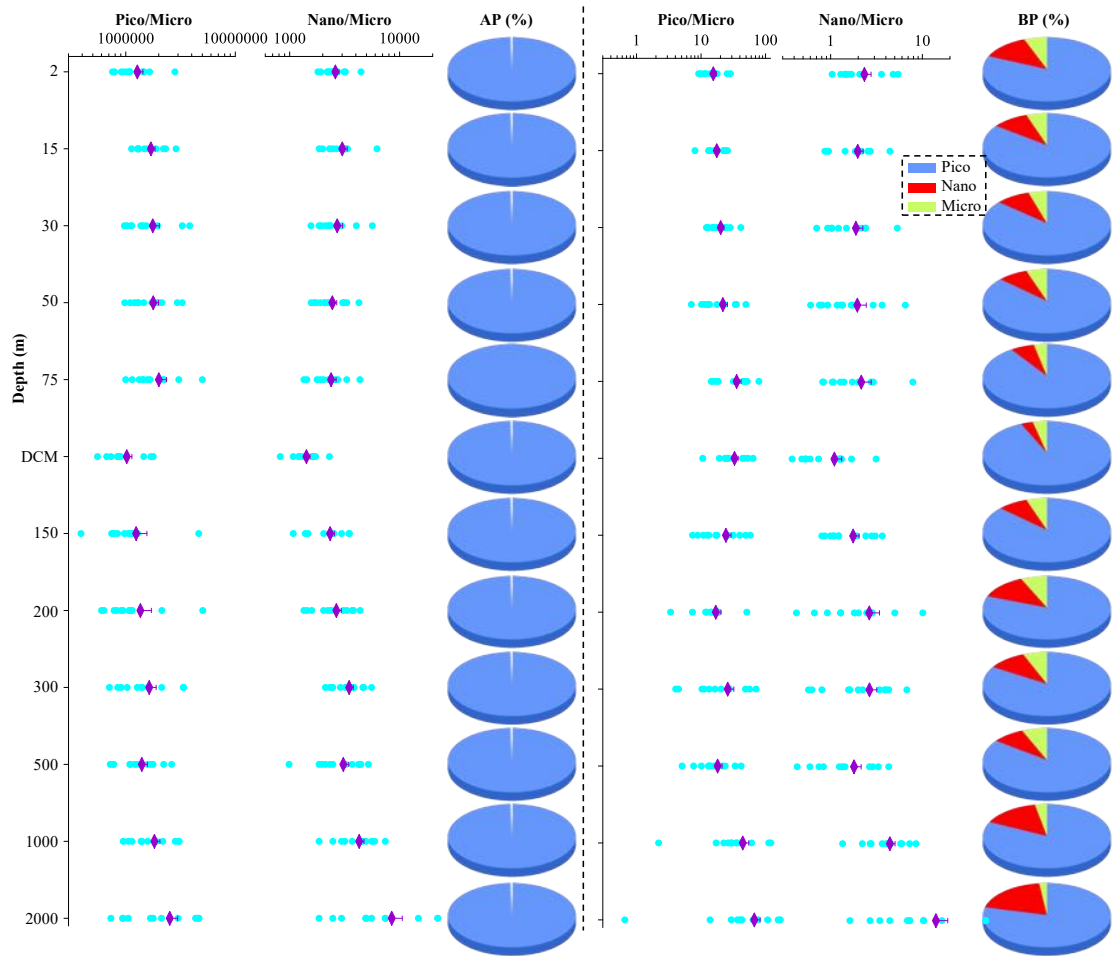 Pico/Micro Nano/Micro AP (%) Pico/Micro Nano/Micro BP (%)
1000000 10000000 1000 10000 1 10 100 1 10
2
15
30
50
75
DCM
150
200
300
500
1000
2000
Depth (m)
Pico
Nano
Micro